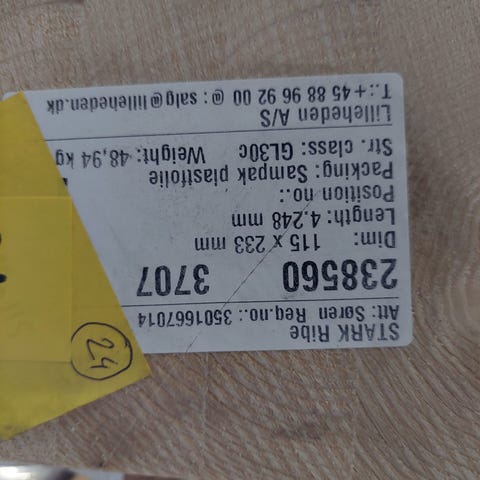 STARK Ribe
Att: Søren Req.no.: 3501667014
238560 3707
Dim: 115 x 233 mm
Length: 4.248 mm
Position no.:
Packing: Sampak plastfolie
Str. class: GL30c Weight: 48,94 kg
Lilleheden A/S
T.: +45 88 96 92 00 @: salg@lilleheden.dk
24